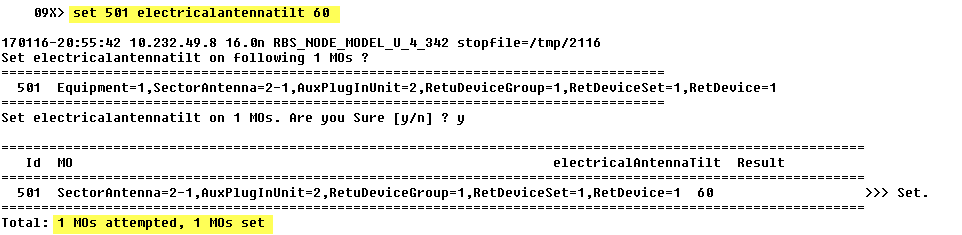 09X> set 501 electricalantennatilt 60
170116-20:55:42 10.232.49.8 16.0n RBS_NODE_MODEL_U_4_342 stopfile=/tmp/2116
Set electricalantennatilt on following 1 MOs ?
===================================================================================
501 Equipment=1,SectorAntenna=2-1,AuxPlugInUnit=2,RetuDeviceGroup=1,RetDeviceSet=1,RetDevice=1
===================================================================================
Set electricalantennatilt on 1 MOs. Are you Sure [y/n] ? y
============================================================================================================
Id MO electricalAntennaTilt Result
============================================================================================================
501 SectorAntenna=2-1,AuxPlugInUnit=2,RetuDeviceGroup=1,RetDeviceSet=1,RetDevice=1 60 >>> Set.
============================================================================================================
Total: 1 MOs attempted, 1 MOs set